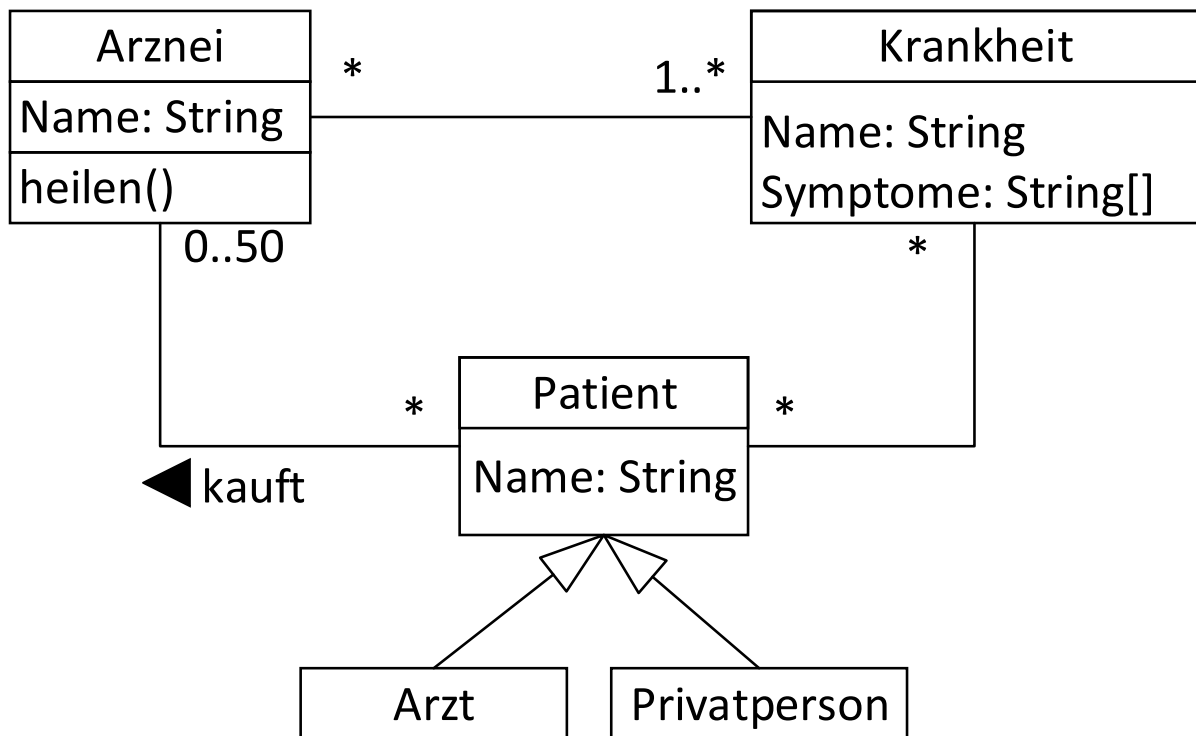 Arznei
Name: String
heilen()
*
1..*
Krankheit
Name: String
Symptome: String[]
0..50
*
*
kauft
Patient
Name: String
*
Arzt
Privatperson